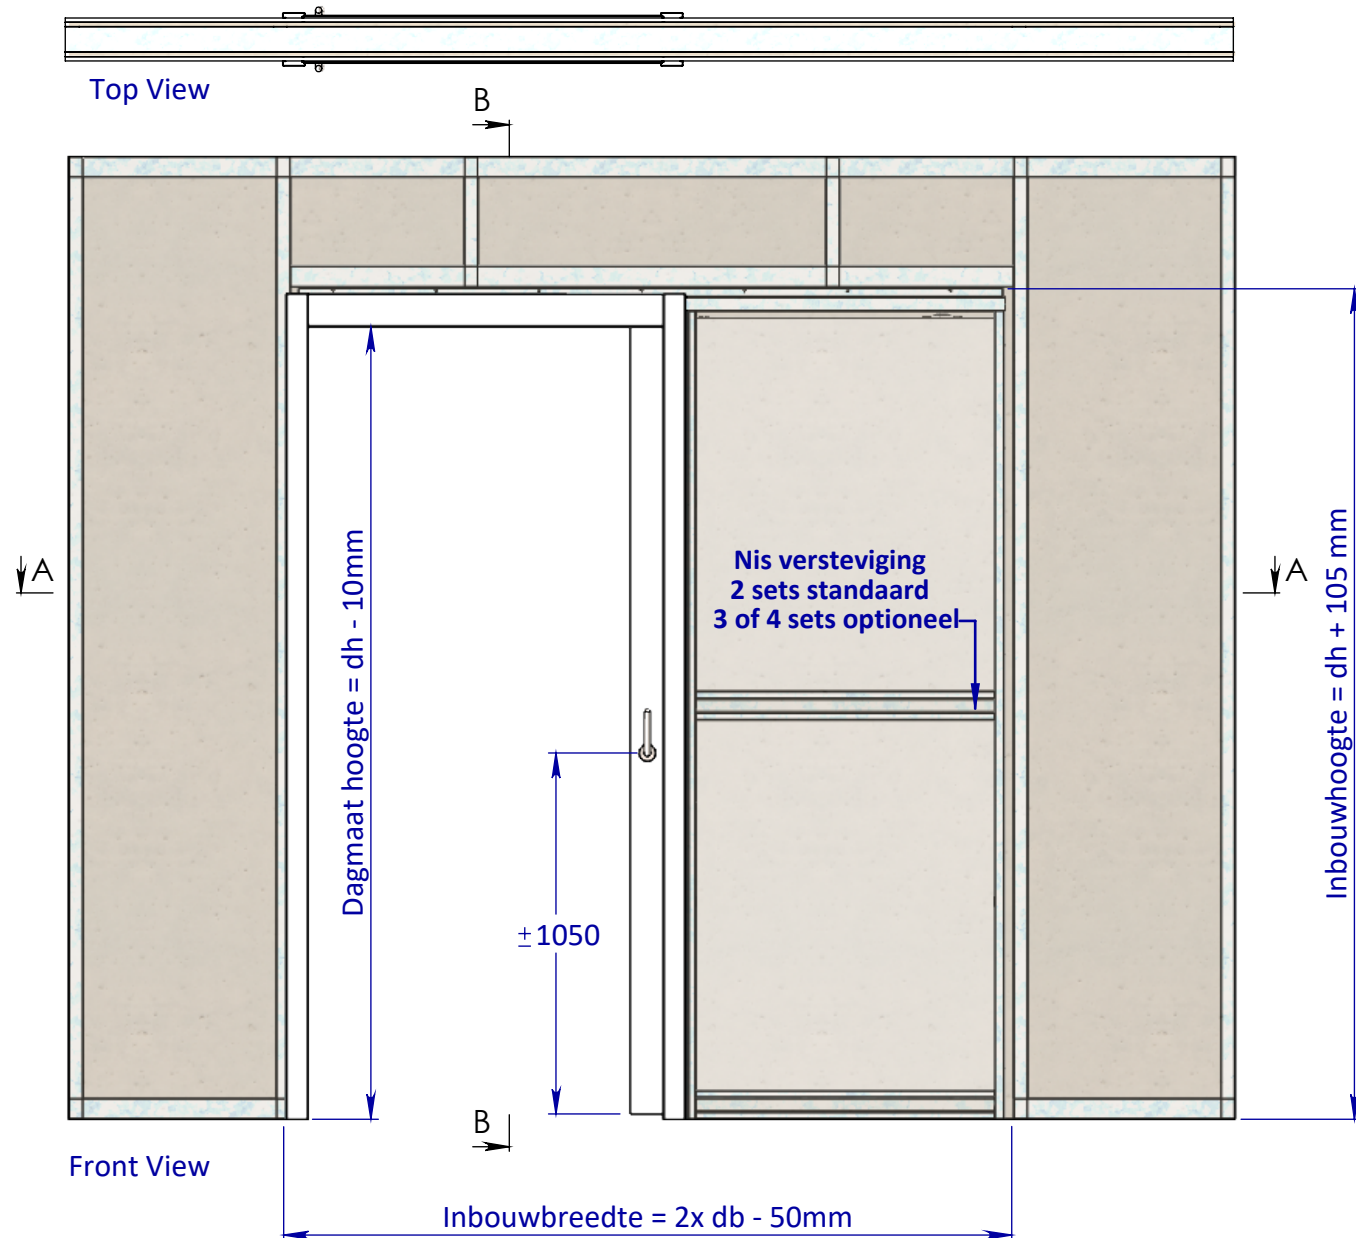 Top View
B
A
A
Nis versteviging
2 sets standaard
3 of 4 sets optioneel
Dagmaat hoogte = dh - 10mm
Inbouwhoogte = dh + 105 mm
±1050
B
Front View
Inbouwbreedte = 2x db - 50mm